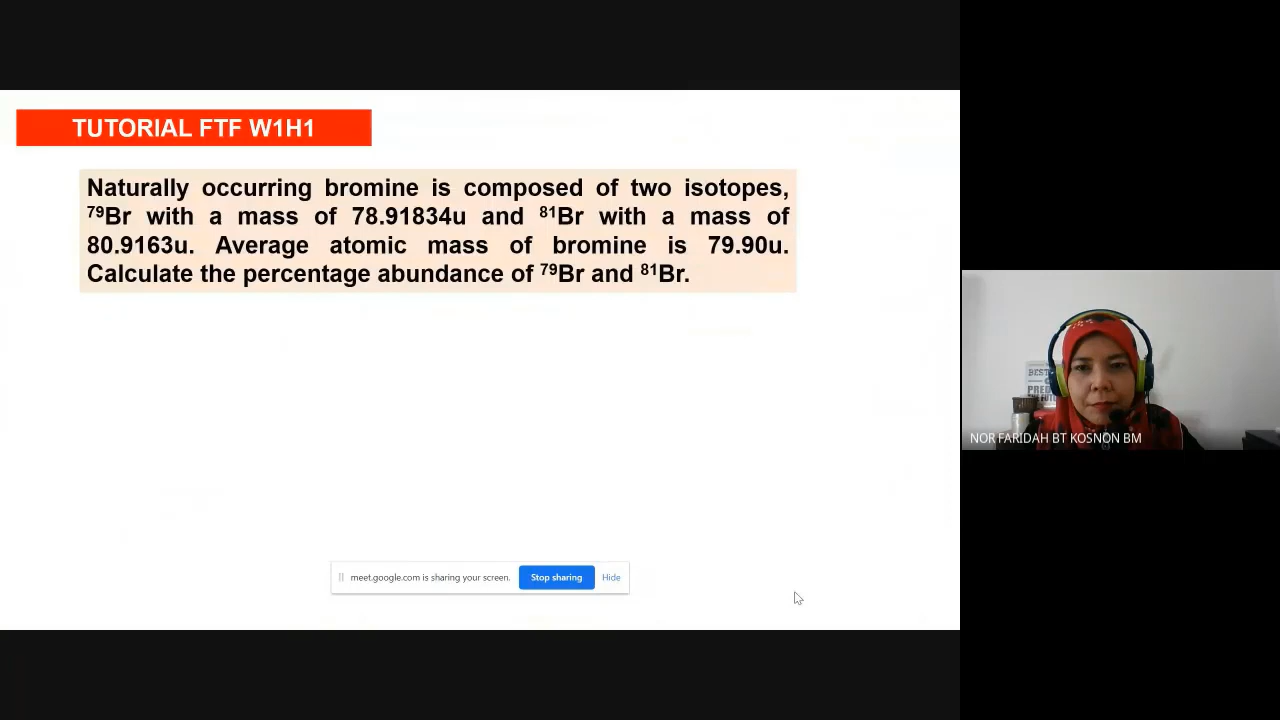 TUTORIAL FTF W1H1
Naturally occurring bromine is composed of two isotopes,
⁷⁹Br with a mass of 78.91834u and ⁸¹Br with a mass of
80.9163u. Average atomic mass of bromine is 79.90u.
Calculate the percentage abundance of ⁷⁹Br and ⁸¹Br.
BEST
NOR FARIDAH BT KOSNON BM
meet.google.com is sharing your screen.
Stop sharing
Hide